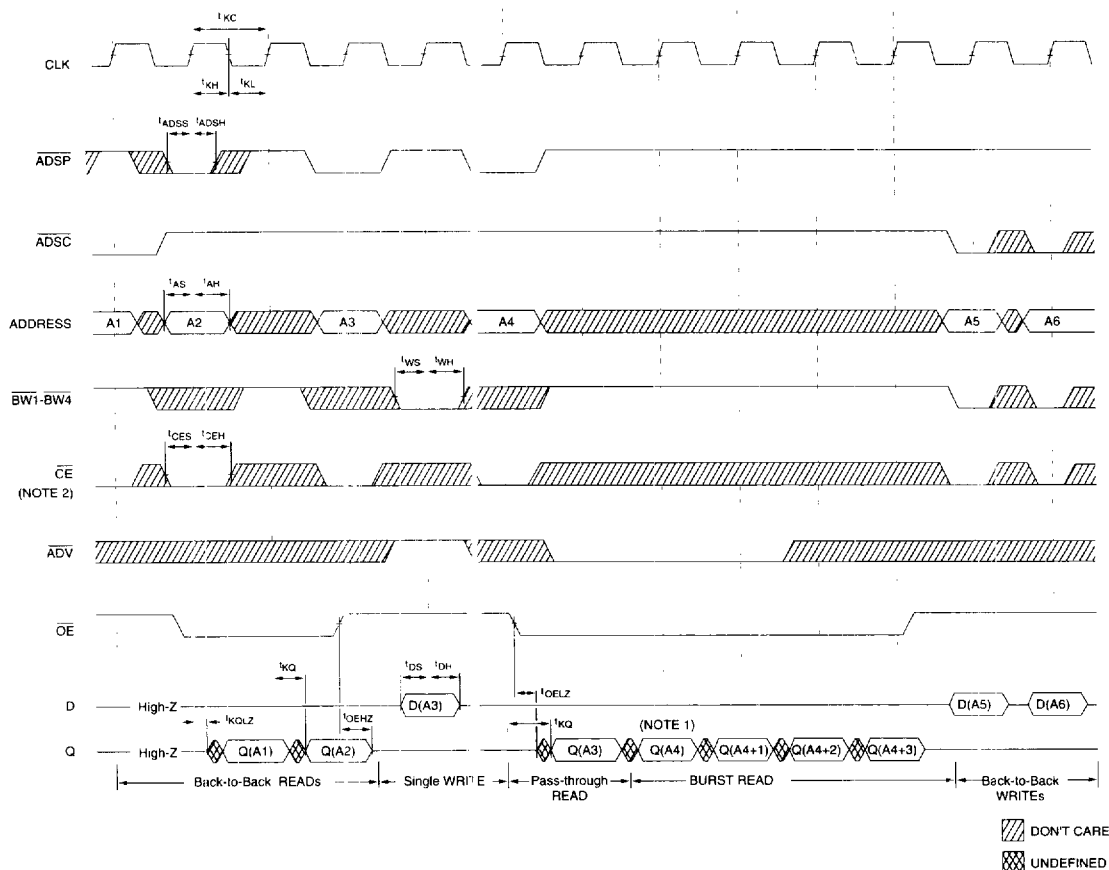 tKC
CLK
tKH tKL
tADSS tADSH
ADSP
ADSC
tAS tAH
ADDRESS A1 A2 A3 A4 A5 A6
tWS tWH
BW1-BW4
tCES tCEH
CE
(NOTE 2)
ADV
OE
tKQ tDS tDH tOELZ
D High-Z D(A3) D(A5) D(A6)
tKQLZ tOEHZ tKQ (NOTE 1)
Q High-Z Q(A1) Q(A2) Q(A3) Q(A4) Q(A4+1) Q(A4+2) Q(A4+3)
Back-to-Back READs Single WRITE Pass-through READ BURST READ Back-to-Back WRITEs
DON'T CARE
UNDEFINED